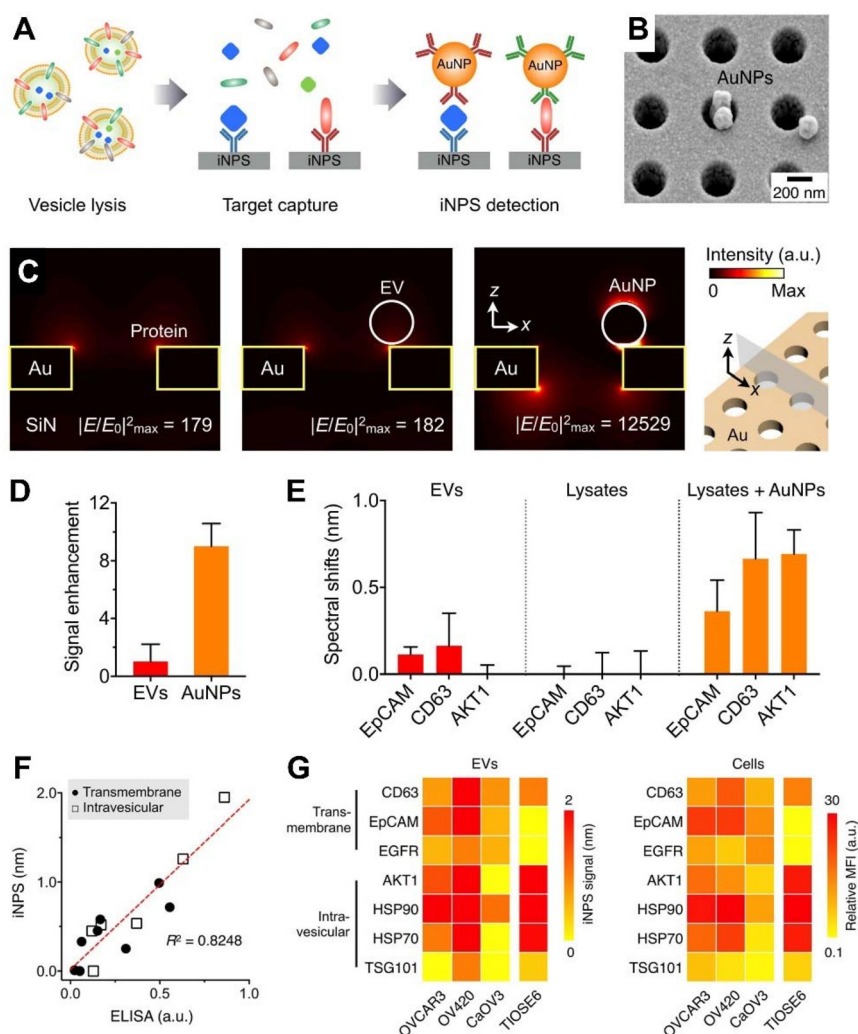 A
AuNP
AuNP
iNPS
iNPS
iNPS
iNPS
Vesicle lysis
Target capture
iNPS detection
B
AuNPs
200 nm
C
Protein
Au
SiN
|E/E0|²max = 179
EV
Au
|E/E0|²max = 182
z
x
AuNP
|E/E0|²max = 12529
Intensity (a.u.)
0 Max
z
x
Au
D
Signal enhancement
12
8
4
0
EVs AuNPs
E
EVs Lysates Lysates + AuNPs
Spectral shifts (nm)
1.0
0.5
0.0
EpCAM CD63 AKT1 EpCAM CD63 AKT1 EpCAM CD63 AKT1
F
Transmembrane
Intravesicular
iNPS (nm)
2.0
1.0
0.0
R² = 0.8248
0.0 0.5 1.0
ELISA (a.u.)
G
EVs
Trans-
membrane
Intra-
vesicular
CD63
EpCAM
EGFR
AKT1
HSP90
HSP70
TSG101
OVCAR3 OV420 CaOV3 TIOSE6
2
iNPS signal (nm)
0
Cells
CD63
EpCAM
EGFR
AKT1
HSP90
HSP70
TSG101
OVCAR3 OV420 CaOV3 TIOSE6
30
Relative MFI (a.u.)
0.1